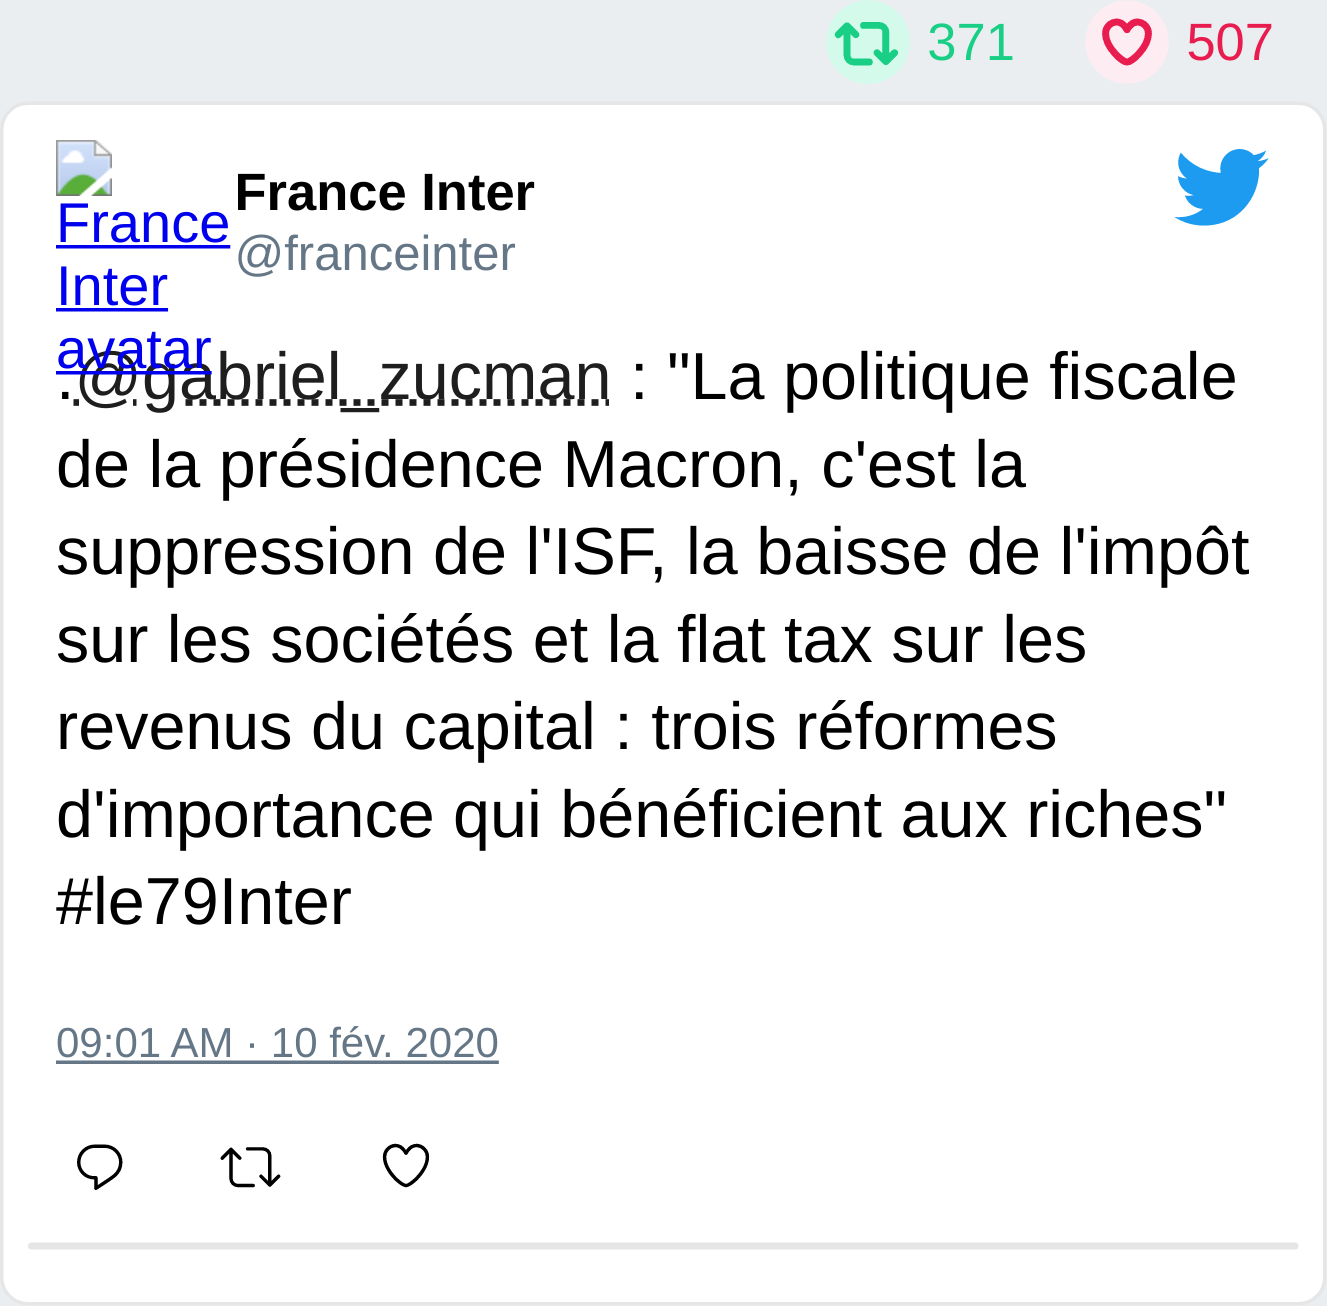 371 507
France Inter avatar
France Inter
@franceinter
.@gabriel_zucman : "La politique fiscale
de la présidence Macron, c'est la
suppression de l'ISF, la baisse de l'impôt
sur les sociétés et la flat tax sur les
revenus du capital : trois réformes
d'importance qui bénéficient aux riches"
#le79Inter
09:01 AM · 10 fév. 2020